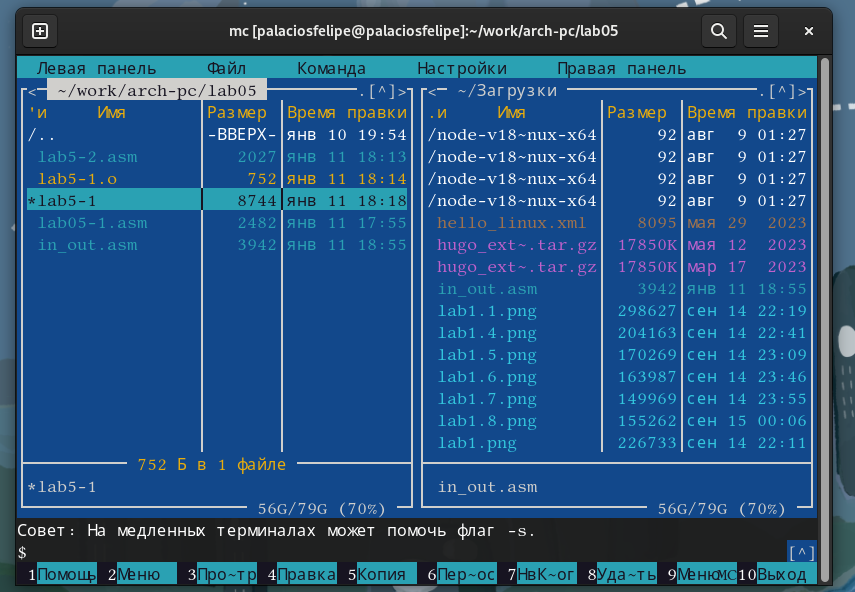 mc [palaciosfelipe@palaciosfelipe]:~/work/arch-pc/lab05
Левая панель Файл Команда Настройки Правая панель
<─ ~/work/arch-pc/lab05 .[^]> <─ ~/Загрузки .[^]>
'и Имя Размер Время правки .и Имя Размер Время правки
/.. -ВВЕРХ- янв 10 19:54 /node-v18~nux-x64 92 авг 9 01:27
lab5-2.asm 2027 янв 11 18:13 /node-v18~nux-x64 92 авг 9 01:27
lab5-1.o 752 янв 11 18:14 /node-v18~nux-x64 92 авг 9 01:27
*lab5-1 8744 янв 11 18:18 /node-v18~nux-x64 92 авг 9 01:27
lab05-1.asm 2482 янв 11 17:55 hello_linux.xml 8095 мая 29 2023
in_out.asm 3942 янв 11 18:55 hugo_ext~.tar.gz 17850K мая 12 2023
hugo_ext~.tar.gz 17850K мар 17 2023
in_out.asm 3942 янв 11 18:55
lab1.1.png 298627 сен 14 22:19
lab1.4.png 204163 сен 14 22:41
lab1.5.png 170269 сен 14 23:09
lab1.6.png 163987 сен 14 23:46
lab1.7.png 149969 сен 14 23:55
lab1.8.png 155262 сен 15 00:06
lab1.png 226733 сен 14 22:11
752 Б в 1 файле
*lab5-1 in_out.asm
56G/79G (70%) 56G/79G (70%)
Совет: На медленных терминалах может помочь флаг -s.
$ [^]
1Помощь 2Меню 3Про~тр 4Правка 5Копия 6Пер~ос 7НвК~ог 8Уда~ть 9МенюMC 10Выход